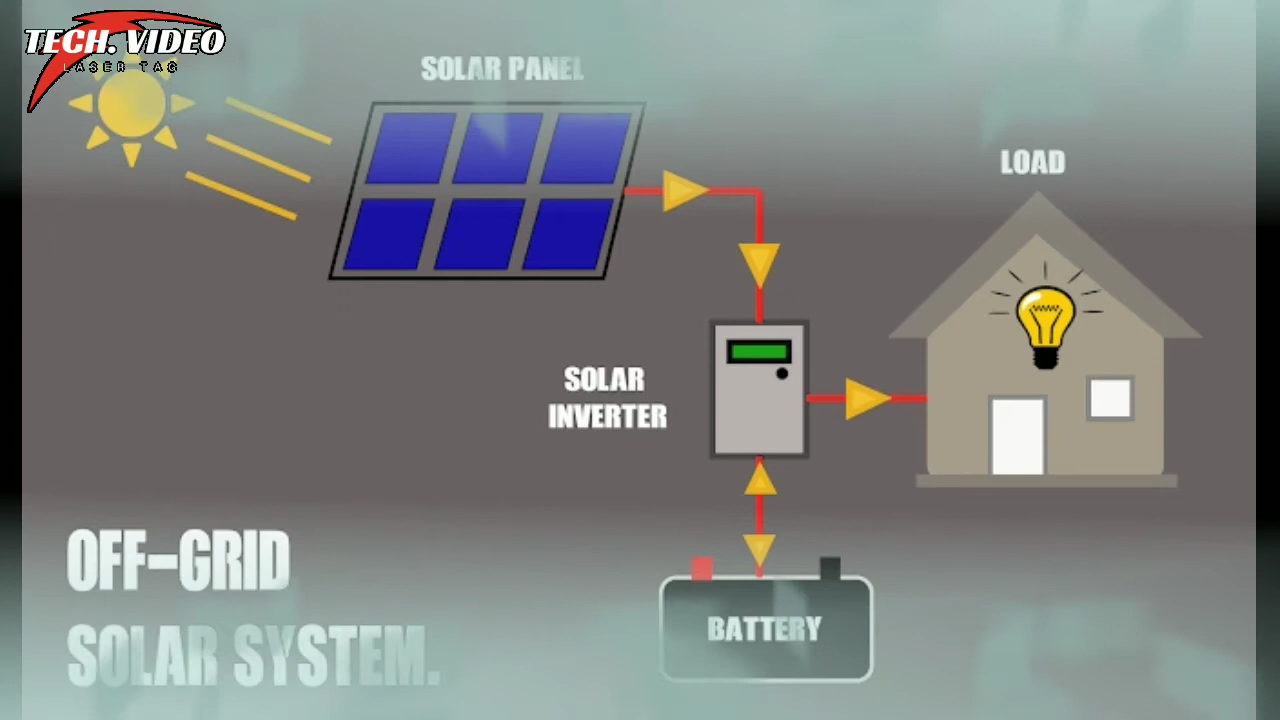 TECH. VIDEO
LASER TAG
SOLAR PANEL
LOAD
SOLAR
INVERTER
OFF-GRID
SOLAR SYSTEM.
BATTERY